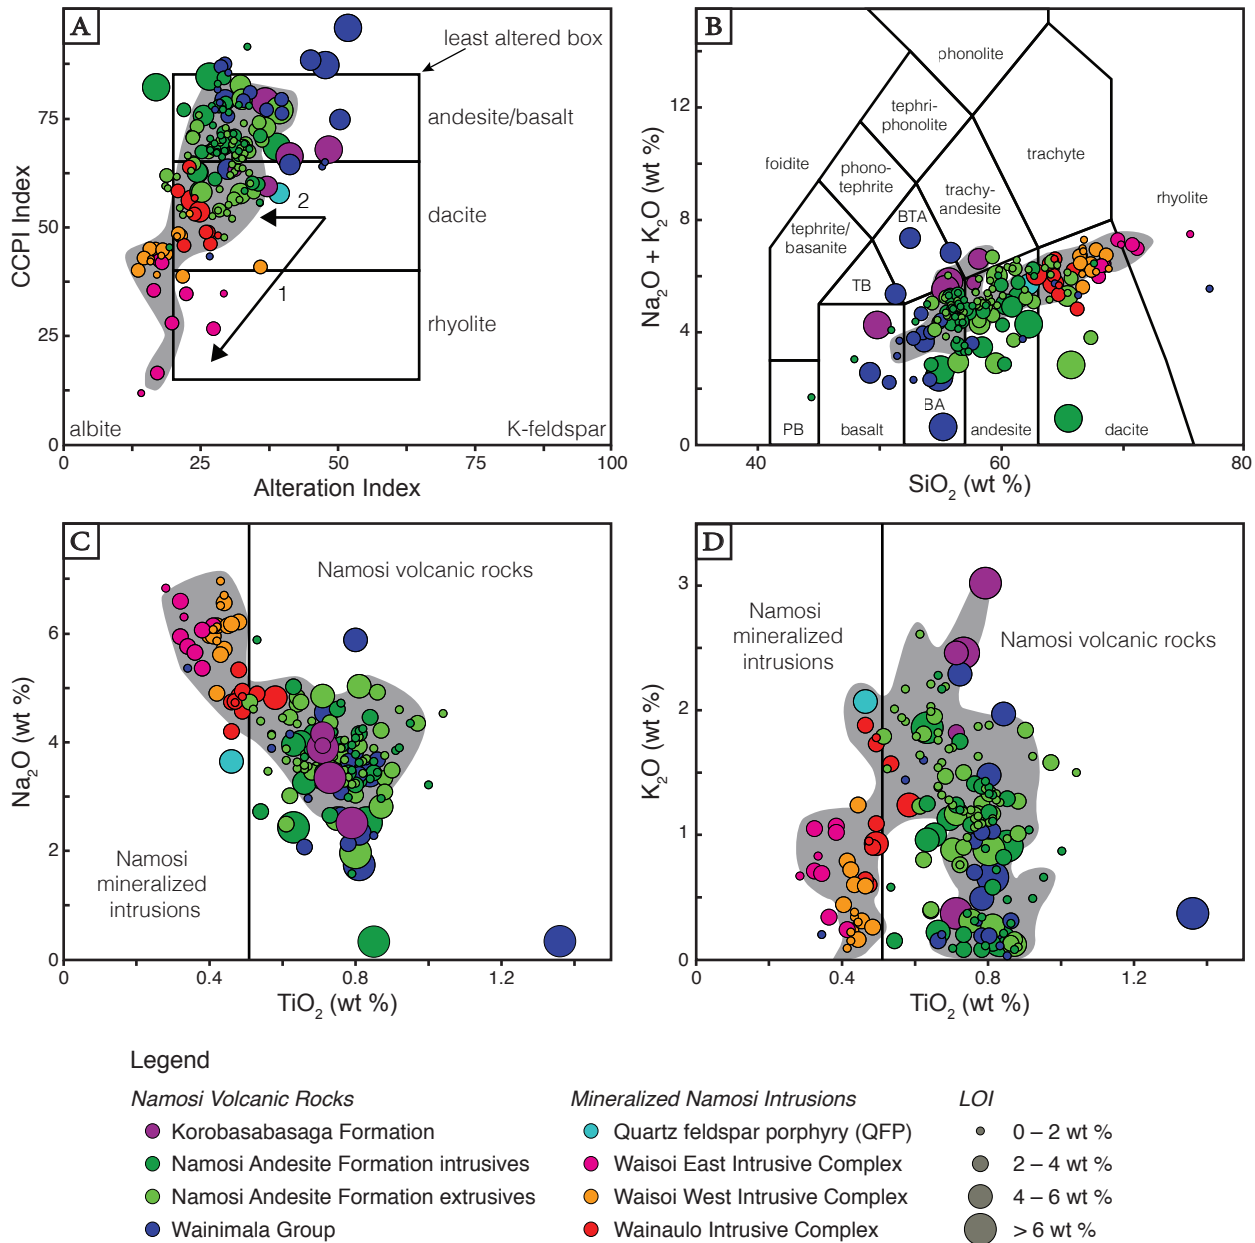 A
least altered box
andesite/basalt
dacite
rhyolite
2
1
albite
K-feldspar
75
50
25
0
0
25
50
75
100
CCPI Index
Alteration Index
B
phonolite
tephri-
phonolite
foidite
phono-
tephrite
trachyte
trachy-
andesite
rhyolite
tephrite/
basanite
BTA
TB
BA
PB
basalt
andesite
dacite
12
8
4
0
40
60
80
Na2O + K2O (wt %)
SiO2 (wt %)
C
Namosi volcanic rocks
Namosi
mineralized
intrusions
6
4
2
0
0
0.4
0.8
1.2
Na2O (wt %)
TiO2 (wt %)
D
Namosi
mineralized
intrusions
Namosi volcanic rocks
3
2
1
0
0
0.4
0.8
1.2
K2O (wt %)
TiO2 (wt %)
Legend
Namosi Volcanic Rocks
Korobasabasaga Formation
Namosi Andesite Formation intrusives
Namosi Andesite Formation extrusives
Wainimala Group
Mineralized Namosi Intrusions
Quartz feldspar porphyry (QFP)
Waisoi East Intrusive Complex
Waisoi West Intrusive Complex
Wainaulo Intrusive Complex
LOI
0 – 2 wt %
2 – 4 wt %
4 – 6 wt %
> 6 wt %